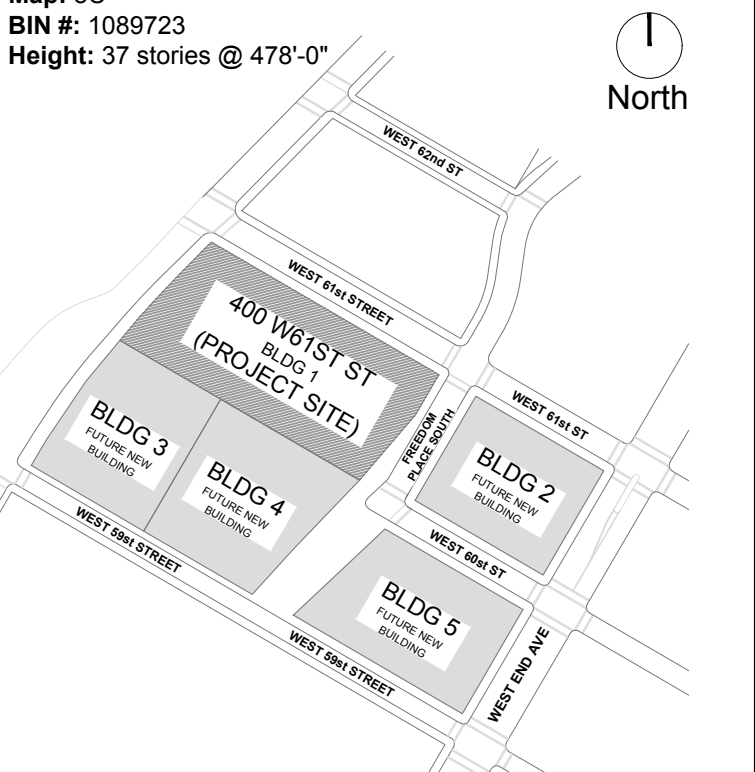 BIN #: 1089723
Height: 37 stories @ 478'-0"
North
WEST 62nd ST
WEST 61st STREET
400 W61ST ST
BLDG 1
(PROJECT SITE)
FREEDOM
PLACE SOUTH
WEST 61st ST
BLDG 3
FUTURE NEW
BUILDING
BLDG 4
FUTURE NEW
BUILDING
BLDG 2
FUTURE NEW
BUILDING
WEST 59st STREET
WEST 60st ST
BLDG 5
FUTURE NEW
BUILDING
WEST 59st STREET
WEST END AVE